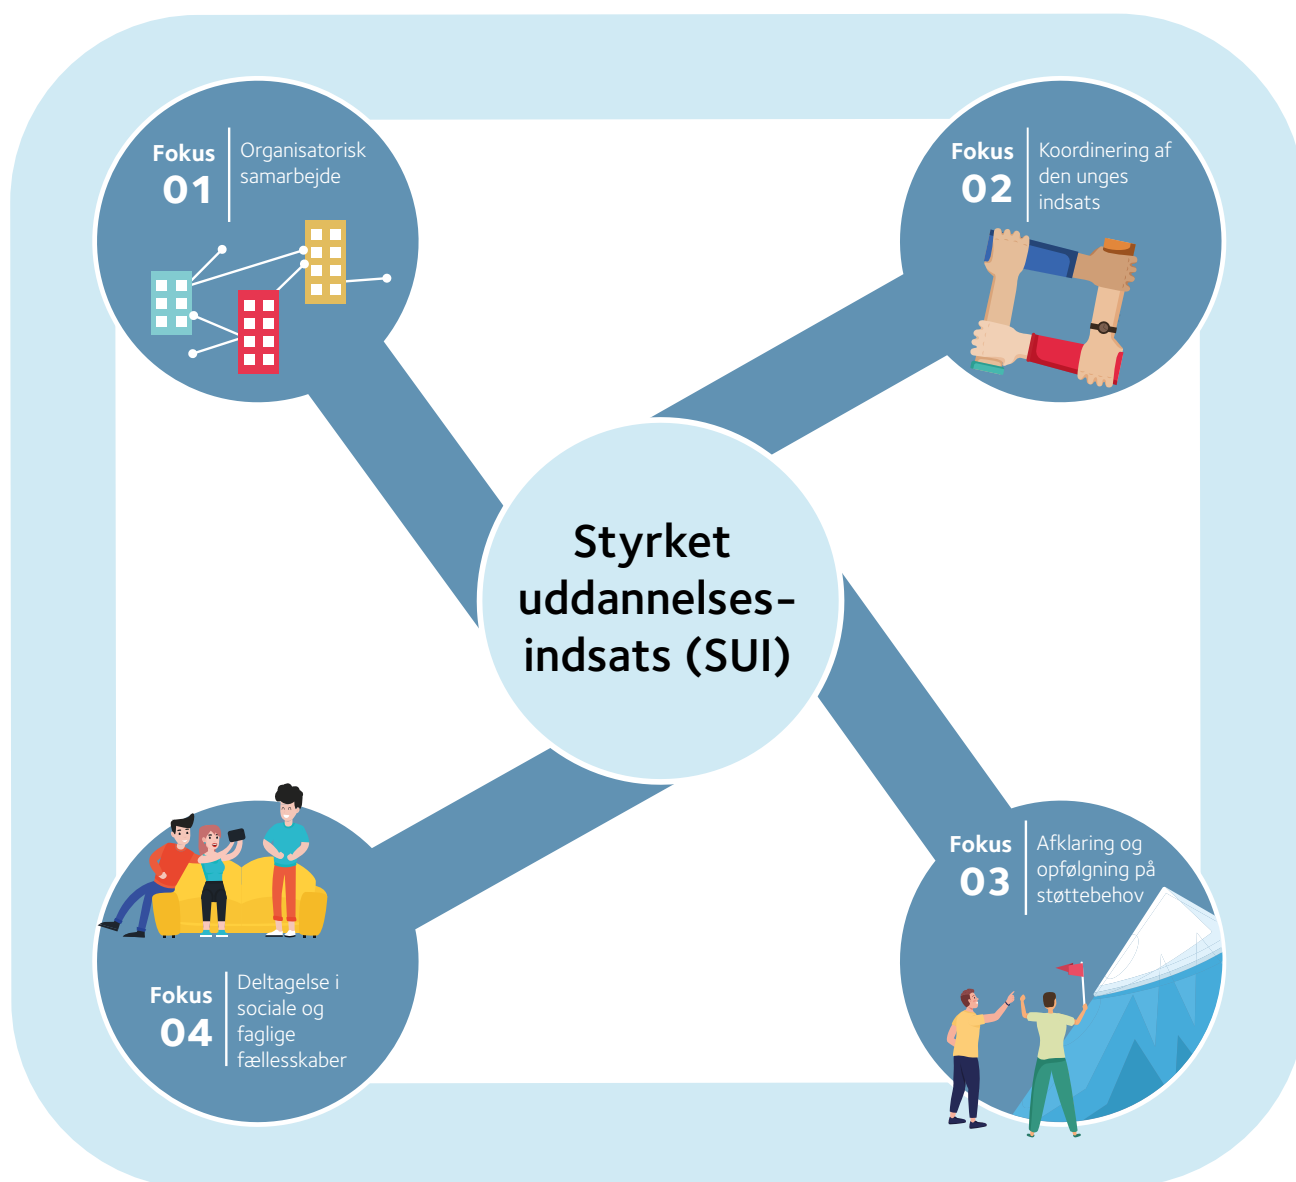 Fokus
01
Organisatorisk
samarbejde
Fokus
02
Koordinering af
den unges
indsats
Styrket
uddannelses-
indsats (SUI)
Fokus
03
Afklaring og
opfølgning på
støttebehov
Fokus
04
Deltagelse i
sociale og
faglige
fællesskaber